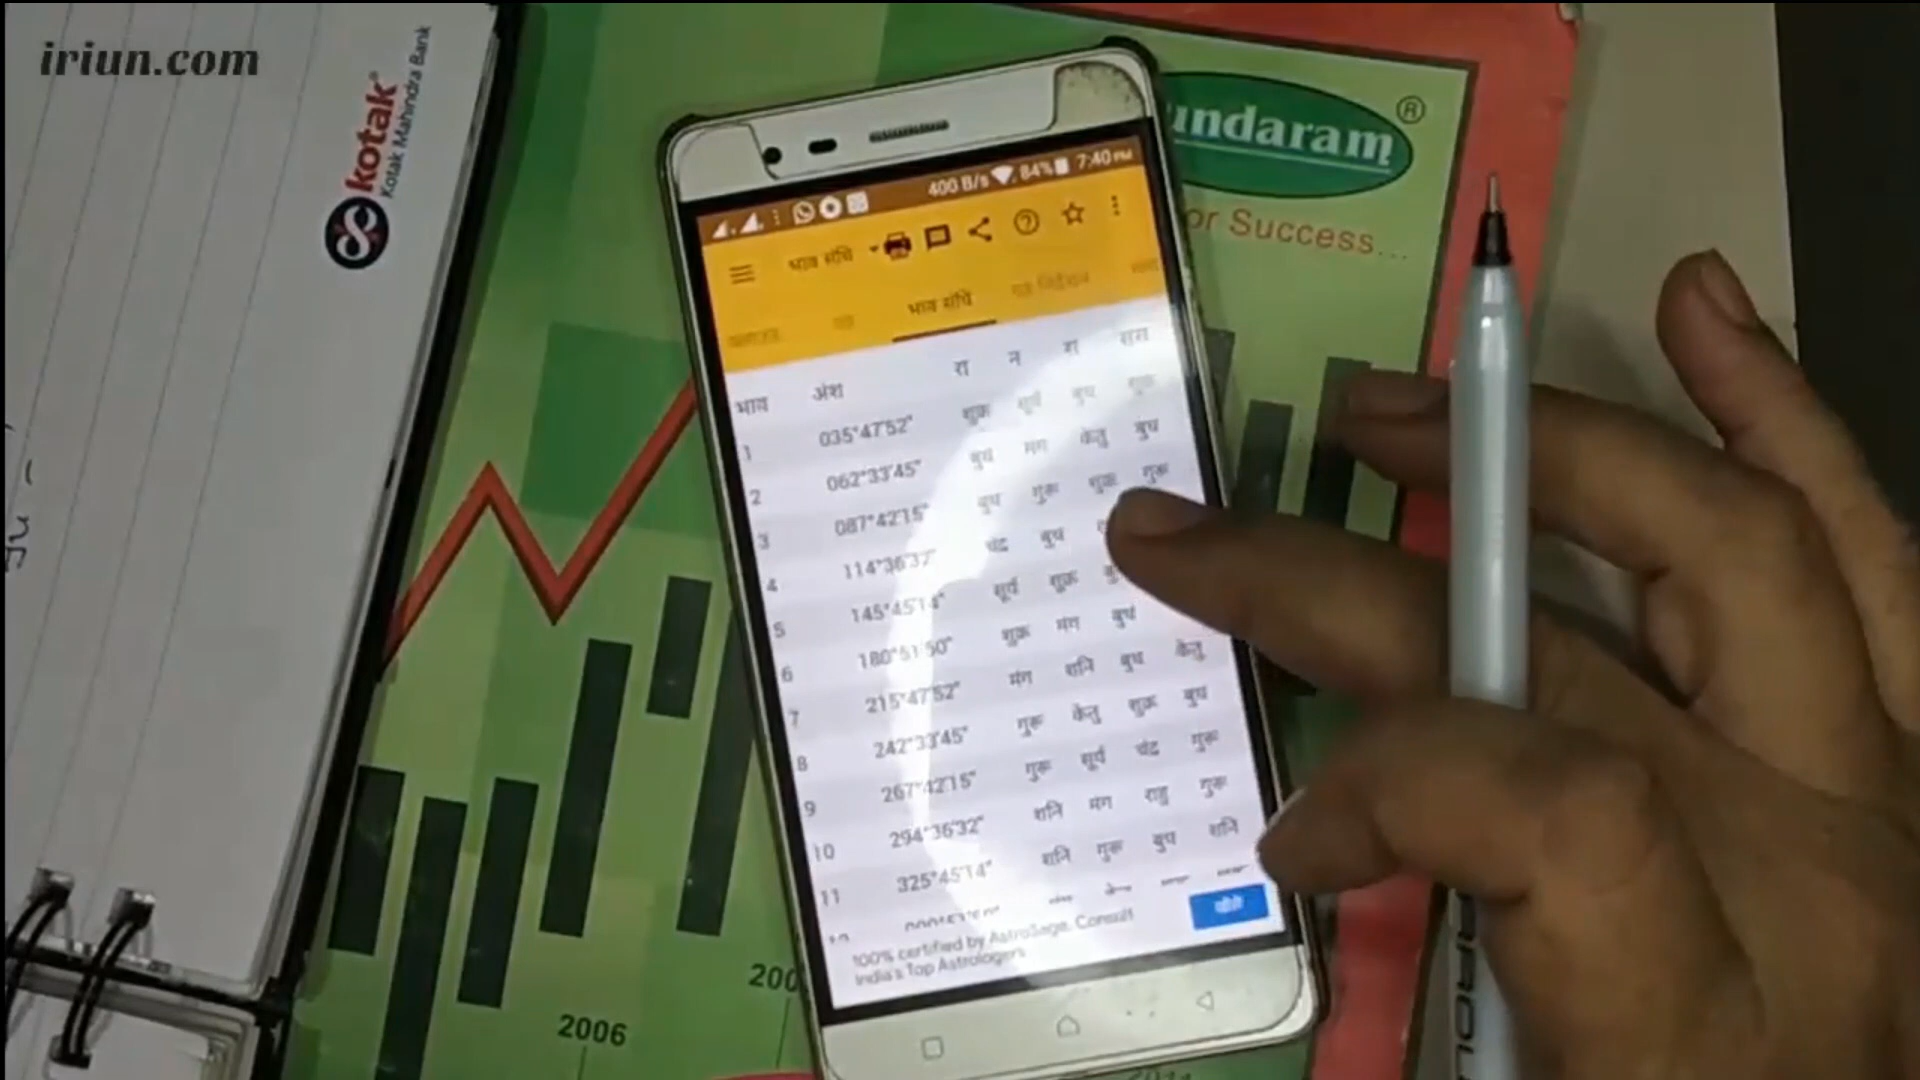 iriun.com
kotak®
Kotak Mahindra Bank
undaram®
or Success...
400 B/s 84% 7:40 PM
भाव संधि
भाव संधि
भाव अंश रा न
1 035°47'52" शुक्र सूर्य बुध शुक्र
2 062°33'45" बुध मंग केतु बुध
3 087°42'15" बुध गुरू शुक्र गुरू
4 114°36'32" चंद्र बुध
5 145°45'14" सूर्य शुक्र
6 180°51'50" शुक्र मंग बुध
7 215°47'52" मंग शनि बुध केतु
8 242°33'45" गुरू केतु शुक्र बुध
9 267°42'15" गुरू सूर्य चंद्र गुरू
10 294°36'32" शनि मंग राहु गुरू
11 325°45'14" शनि गुरू बुध शनि
100% certified by AstroSage. Consult
India's Top Astrologers
2006